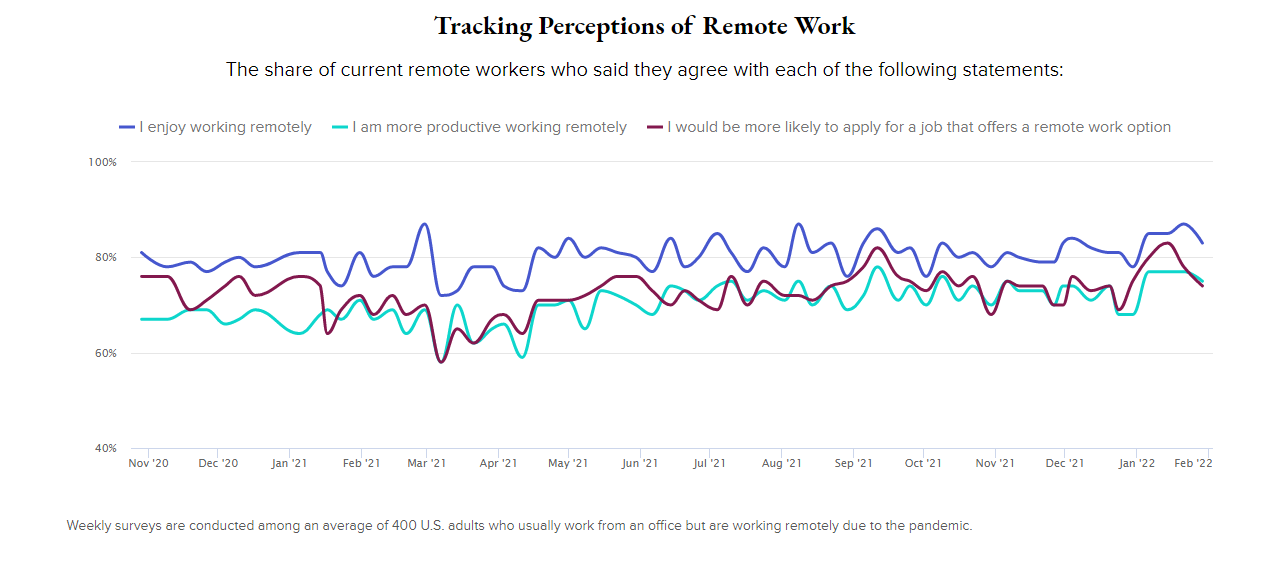 Tracking Perceptions of Remote Work
The share of current remote workers who said they agree with each of the following statements:
I enjoy working remotely I am more productive working remotely I would be more likely to apply for a job that offers a remote work option
100%
80%
60%
40%
Nov '20 Dec '20 Jan '21 Feb '21 Mar '21 Apr '21 May '21 Jun '21 Jul '21 Aug '21 Sep '21 Oct '21 Nov '21 Dec '21 Jan '22 Feb '22
Weekly surveys are conducted among an average of 400 U.S. adults who usually work from an office but are working remotely due to the pandemic.